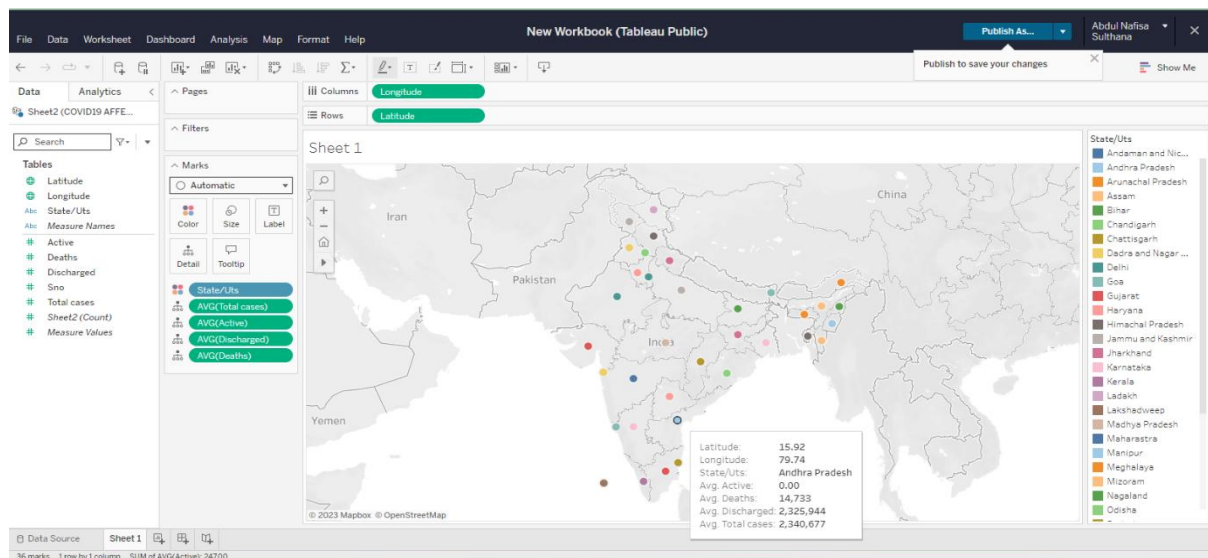 New Workbook (Tableau Public)
Publish As...
Abdul Nafisa
Sulthana
File Data Worksheet Dashboard Analysis Map Format Help
Publish to save your changes
Show Me
Data Analytics
Sheet2 (COVID19 AFFE...
Search
Tables
Latitude
Longitude
Abc State/Uts
Abc Measure Names
# Active
# Deaths
# Discharged
# Sno
# Total cases
# Sheet2 (Count)
# Measure Values
Pages
Filters
Marks
Automatic
Color Size Label
Detail Tooltip
State/Uts
AVG(Total cases)
AVG(Active)
AVG(Discharged)
AVG(Deaths)
Columns Longitude
Rows Latitude
Sheet 1
China
Iran
Pakistan
India
Yemen
Latitude: 15.92
Longitude: 79.74
State/Uts: Andhra Pradesh
Avg. Active: 0.00
Avg. Deaths: 14,733
Avg. Discharged: 2,325,944
Avg. Total cases: 2,340,677
© 2023 Mapbox © OpenStreetMap
State/Uts
Andaman and Nic...
Andhra Pradesh
Arunachal Pradesh
Assam
Bihar
Chandigarh
Chattisgarh
Dadra and Nagar ...
Delhi
Goa
Gujarat
Haryana
Himachal Pradesh
Jammu and Kashmir
Jharkhand
Karnataka
Kerala
Ladakh
Lakshadweep
Madhya Pradesh
Maharastra
Manipur
Meghalaya
Mizoram
Nagaland
Odisha
Data Source Sheet 1
36 marks 1 row by 1 column SUM of AVG(Active): 24700